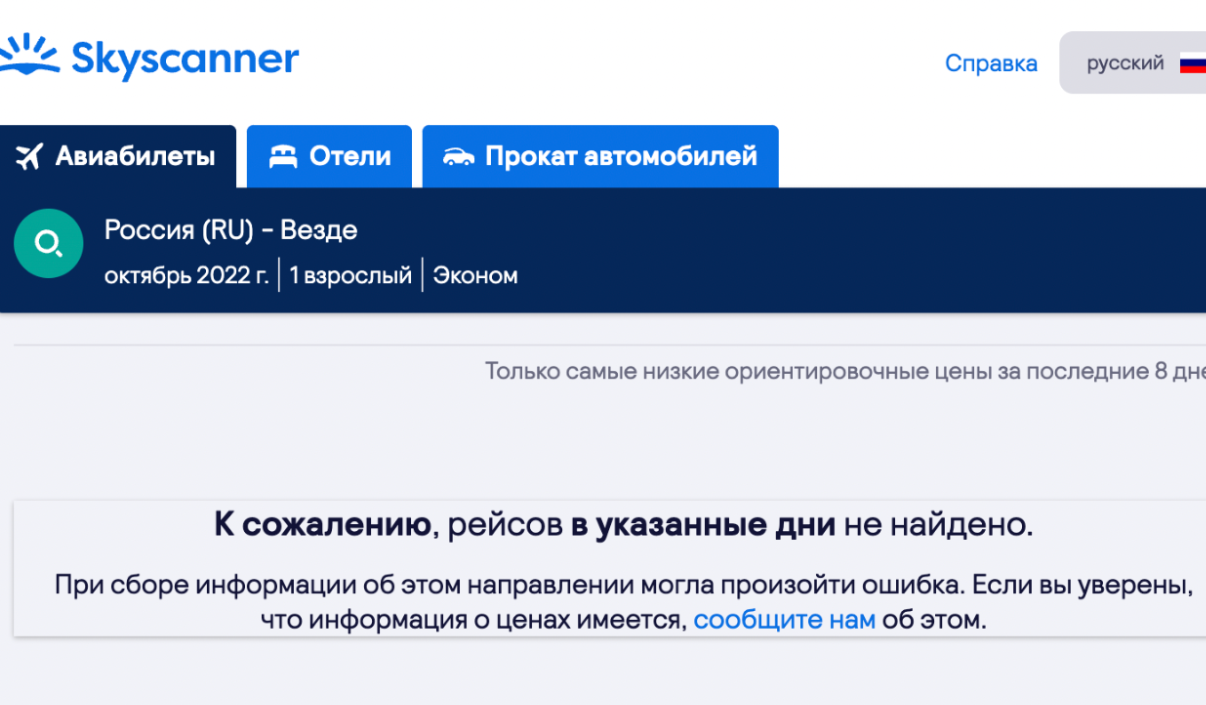 Skyscanner
Справка
русский
Авиабилеты
Отели
Прокат автомобилей
Россия (RU) – Везде
октябрь 2022 г. | 1 взрослый | Эконом
Только самые низкие ориентировочные цены за последние 8 дне
К сожалению, рейсов в указанные дни не найдено.
При сборе информации об этом направлении могла произойти ошибка. Если вы уверены,
что информация о ценах имеется, сообщите нам об этом.